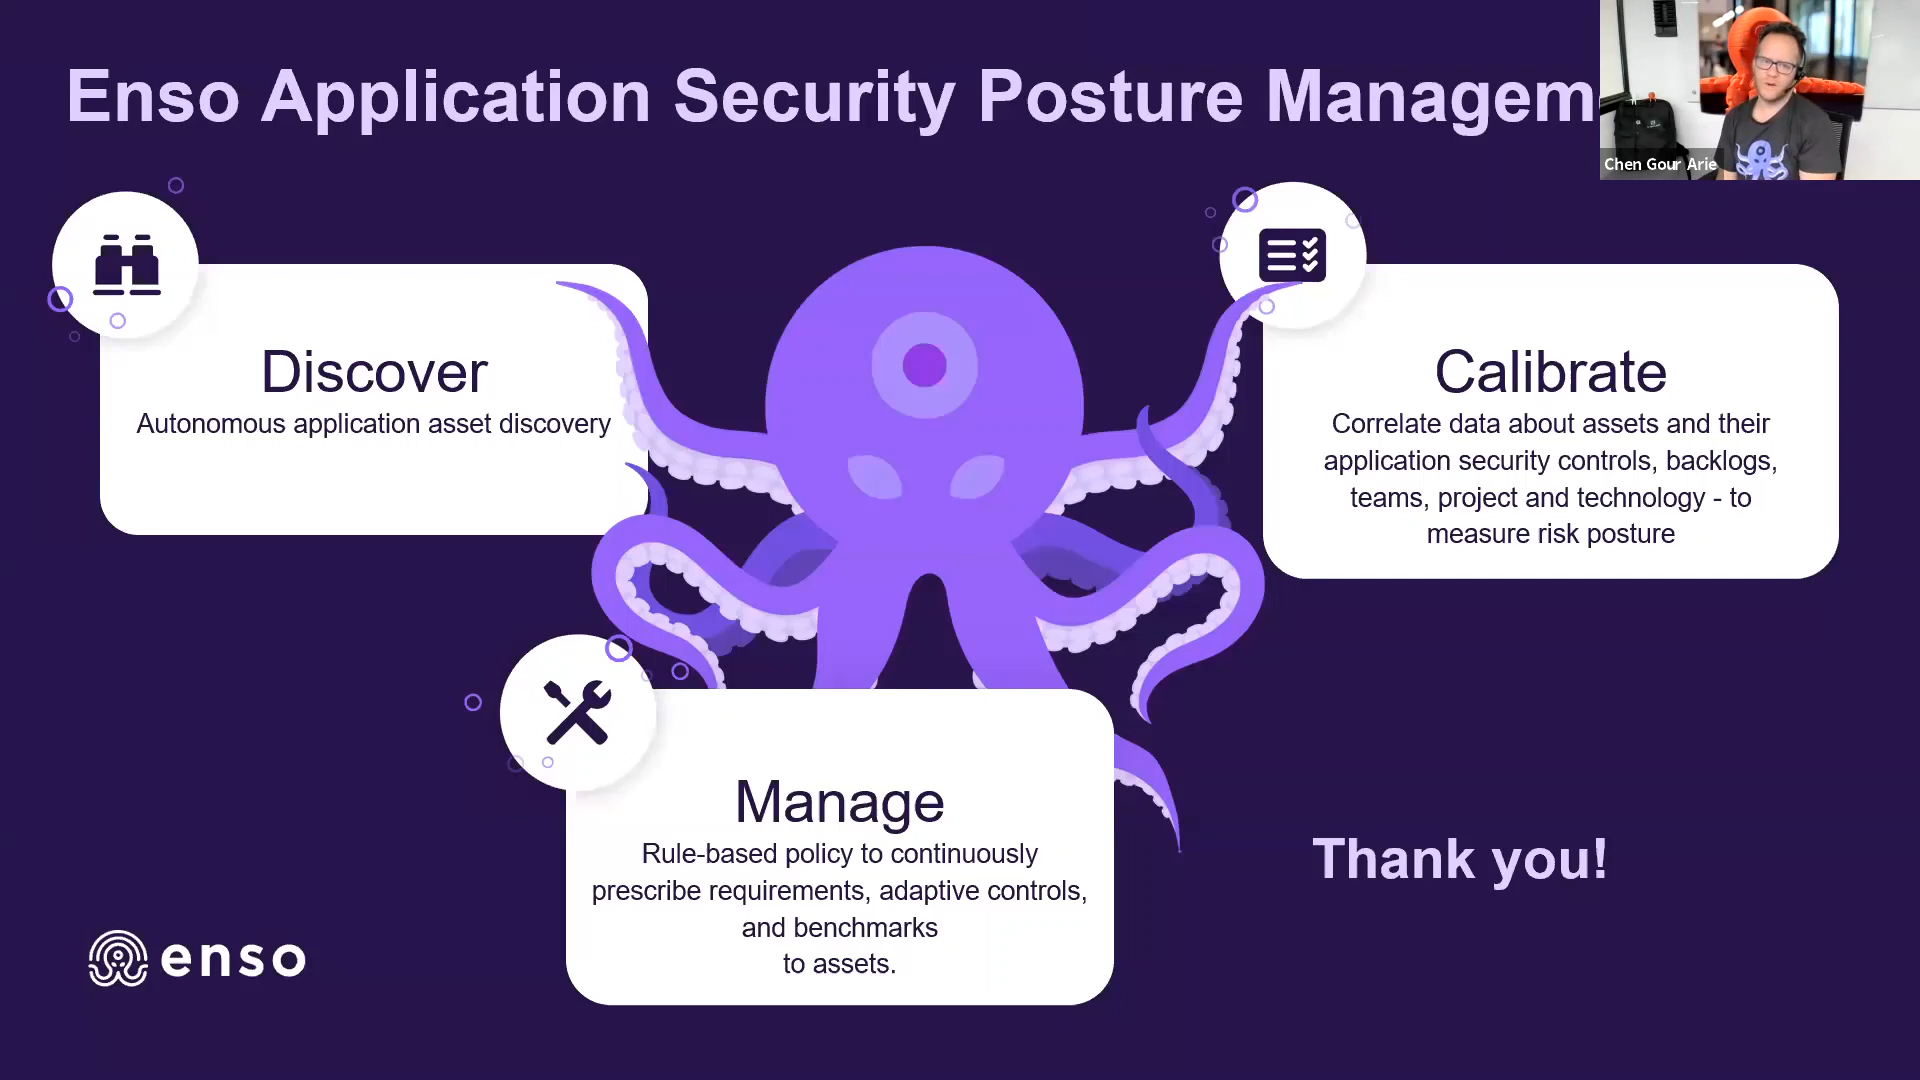 Enso Application Security Posture Managem
Chen Gour Arie
Discover
Autonomous application asset discovery
Calibrate
Correlate data about assets and their
application security controls, backlogs,
teams, project and technology - to
measure risk posture
Manage
Rule-based policy to continuously
prescribe requirements, adaptive controls,
and benchmarks
to assets.
Thank you!
enso